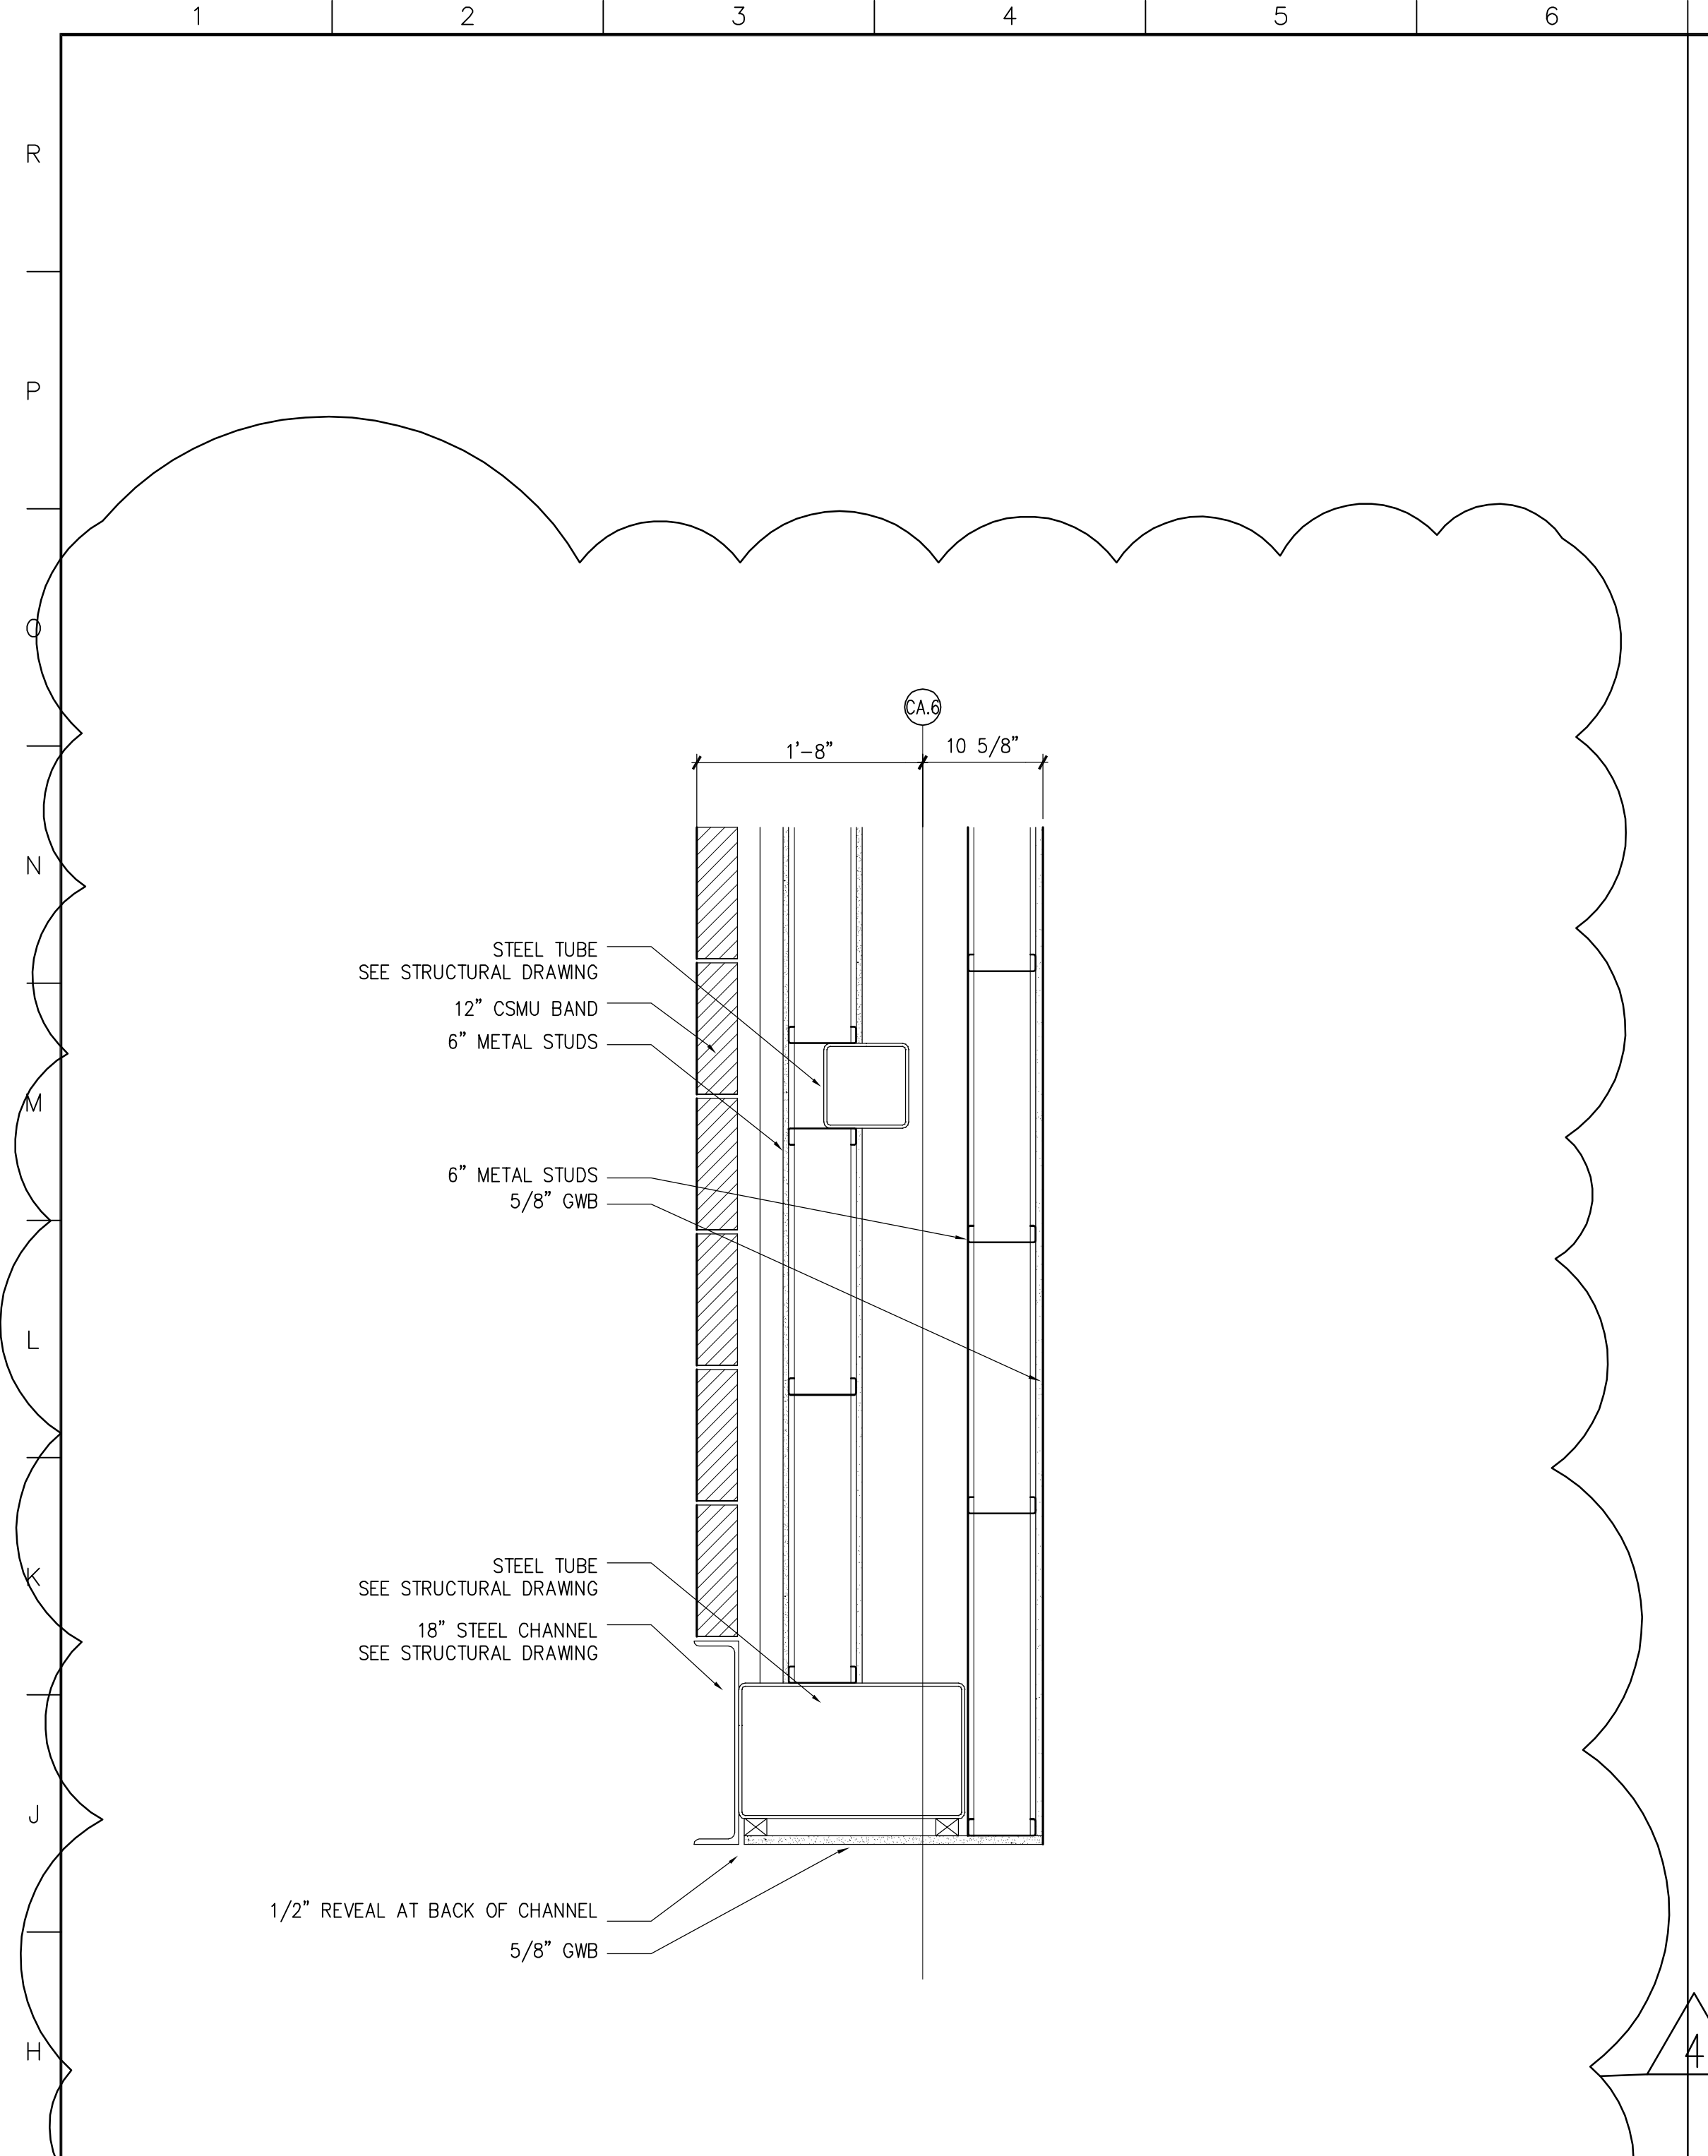 1 2 3 4 5 6
R
P
O
CA.6
1'-8" 10 5/8"
N
STEEL TUBE
SEE STRUCTURAL DRAWING
12" CSMU BAND
6" METAL STUDS
M
6" METAL STUDS
5/8" GWB
L
STEEL TUBE
SEE STRUCTURAL DRAWING
K
18" STEEL CHANNEL
SEE STRUCTURAL DRAWING
J
1/2" REVEAL AT BACK OF CHANNEL
5/8" GWB
H
4